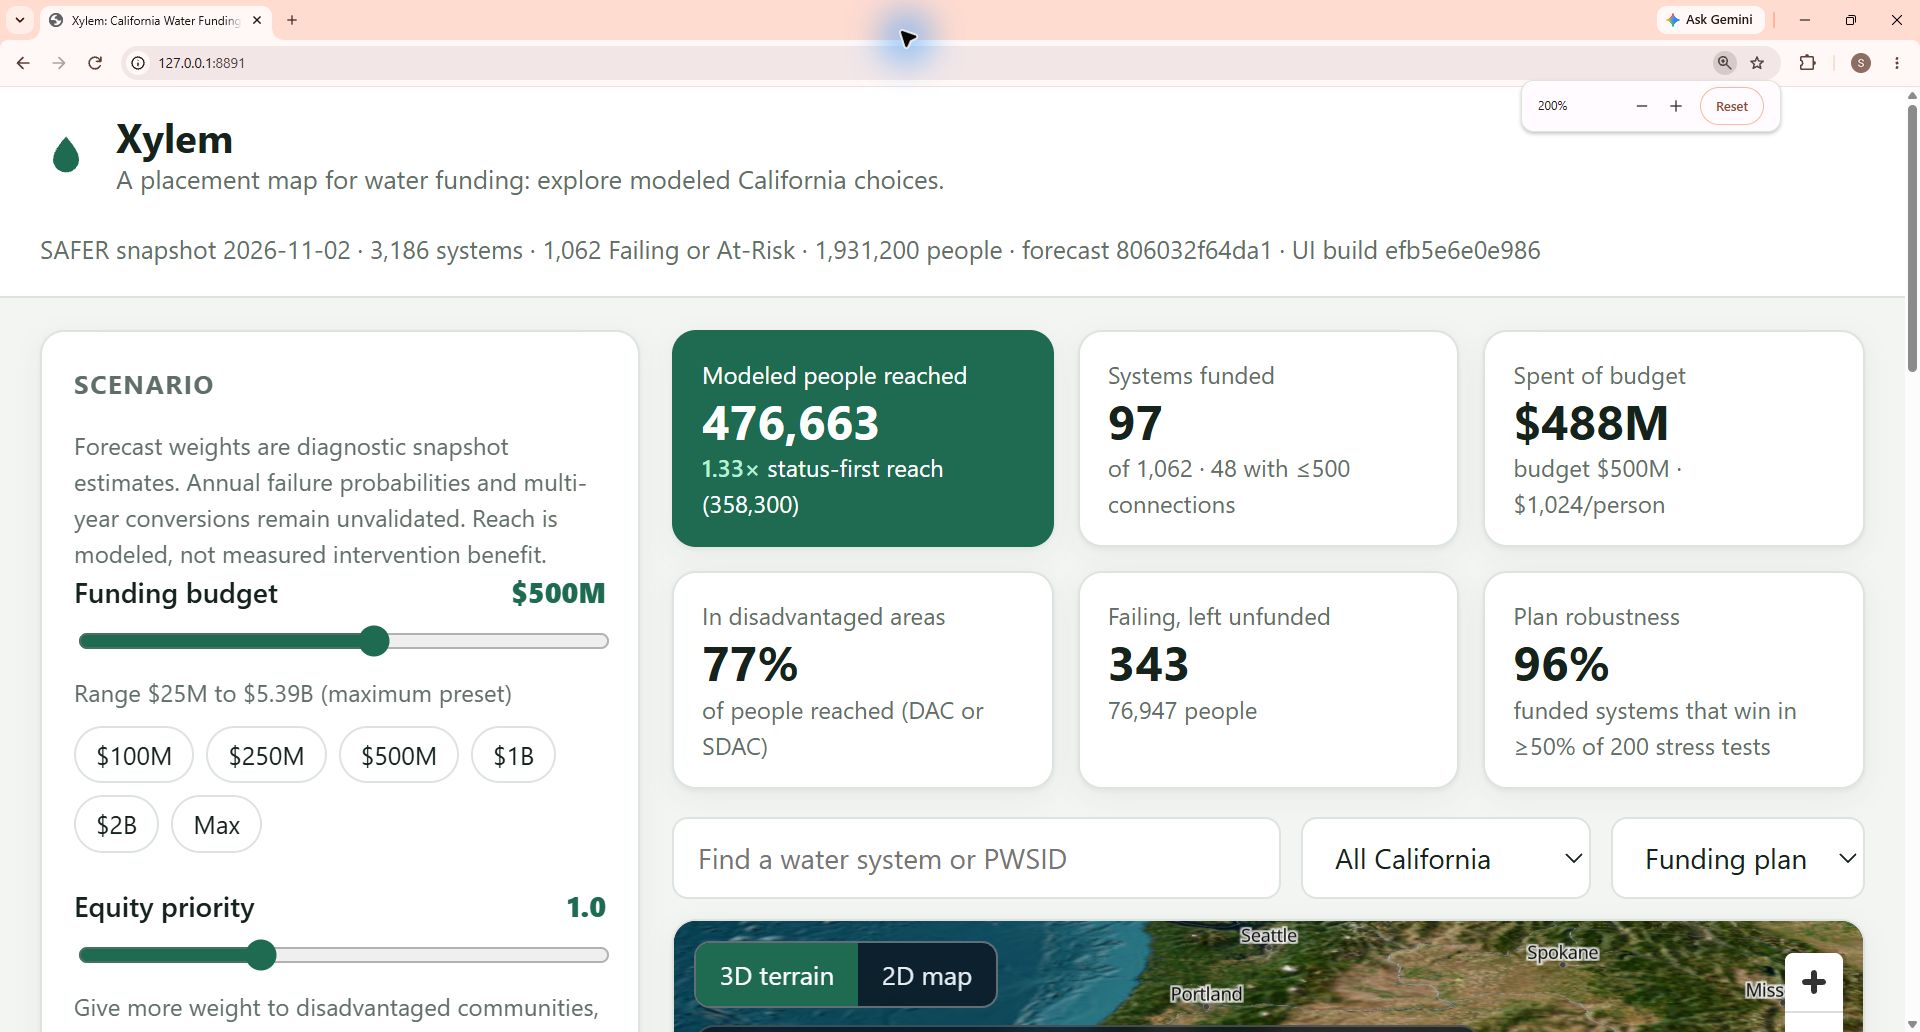 Xylem: California Water Funding
Ask Gemini
127.0.0.1:8891
S
200%
Reset
Xylem
A placement map for water funding: explore modeled California choices.
SAFER snapshot 2026-11-02 · 3,186 systems · 1,062 Failing or At-Risk · 1,931,200 people · forecast 806032f64da1 · UI build efb5e6e0e986
SCENARIO
Forecast weights are diagnostic snapshot
estimates. Annual failure probabilities and multi-
year conversions remain unvalidated. Reach is
modeled, not measured intervention benefit.
Funding budget $500M
Range $25M to $5.39B (maximum preset)
$100M $250M $500M $1B
$2B Max
Equity priority 1.0
Give more weight to disadvantaged communities,
Modeled people reached
476,663
1.33× status-first reach
(358,300)
Systems funded
97
of 1,062 · 48 with ≤500
connections
Spent of budget
$488M
budget $500M ·
$1,024/person
In disadvantaged areas
77%
of people reached (DAC or
SDAC)
Failing, left unfunded
343
76,947 people
Plan robustness
96%
funded systems that win in
≥50% of 200 stress tests
Find a water system or PWSID
All California
Funding plan
3D terrain 2D map
Seattle
Spokane
Portland
Miss